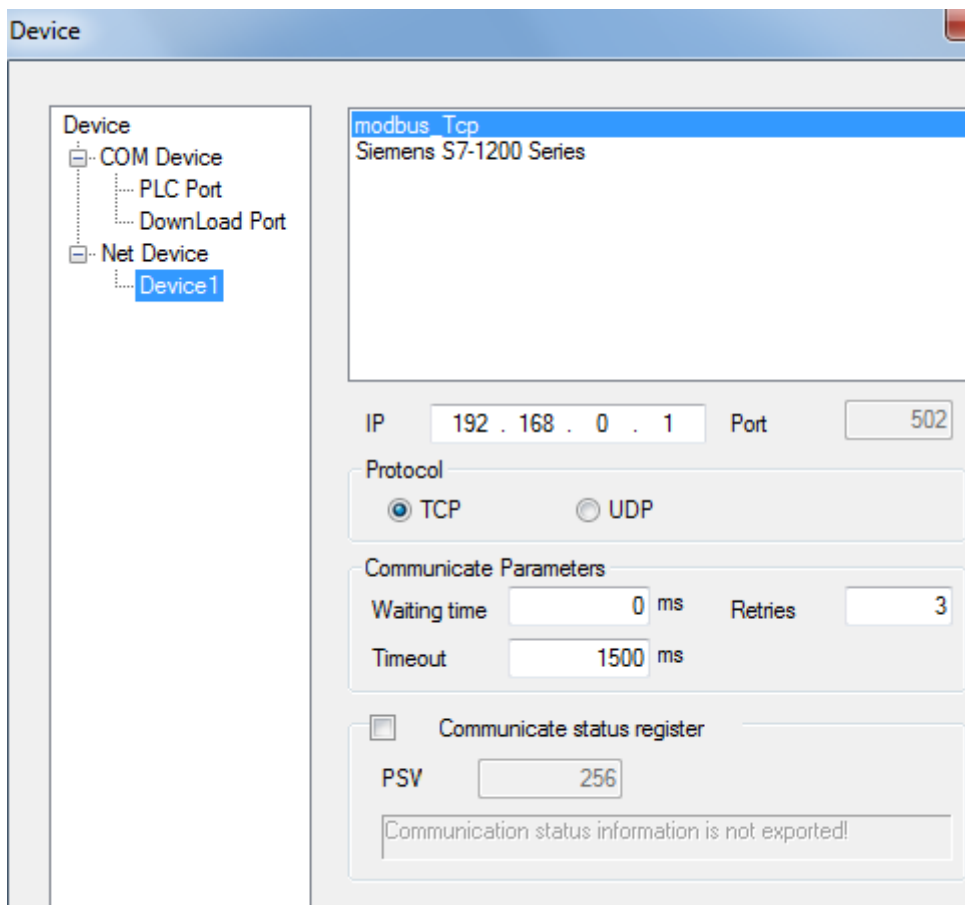 Device
Device
COM Device
PLC Port
DownLoad Port
Net Device
Device1
modbus_Tcp
Siemens S7-1200 Series
IP 192 . 168 . 0 . 1 Port 502
Protocol
TCP UDP
Communicate Parameters
Waiting time 0 ms Retries 3
Timeout 1500 ms
Communicate status register
PSV 256
Communication status information is not exported!